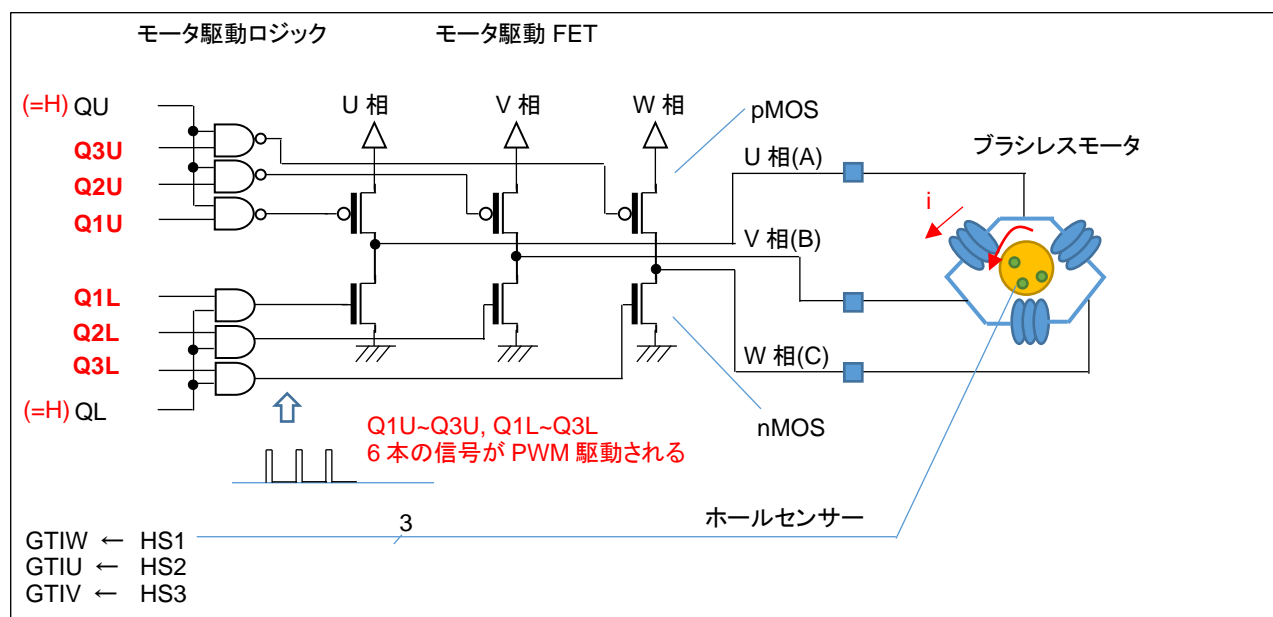 モータ駆動ロジック
モータ駆動 FET
(=H) QU
U 相
V 相
W 相
pMOS
ブラシレスモータ
Q3U
Q2U
Q1U
U 相(A)
i
V 相(B)
Q1L
Q2L
Q3L
W 相(C)
(=H) QL
nMOS
Q1U~Q3U, Q1L~Q3L
6 本の信号が PWM 駆動される
3
ホールセンサー
GTIW ← HS1
GTIU ← HS2
GTIV ← HS3